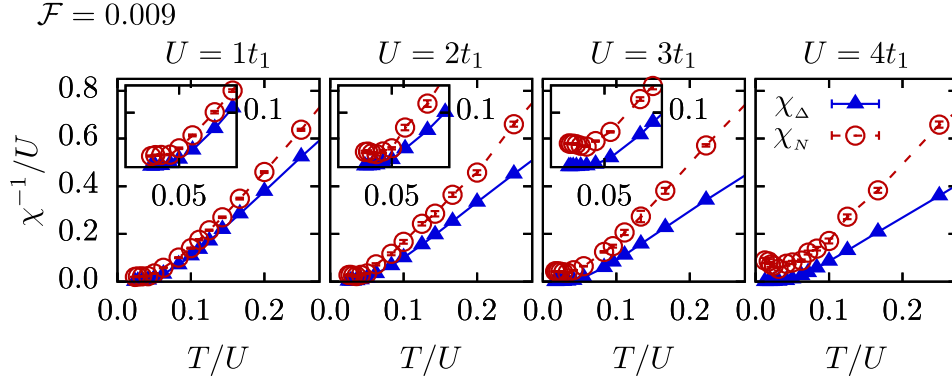 𝓕 = 0.009
U = 1t₁ U = 2t₁ U = 3t₁ U = 4t₁
χ⁻¹/U
0.8
0.6
0.4
0.2
0.0
0.1 0.1 0.1
0.05 0.05 0.05
χ_Δ
χ_N
0.0 0.1 0.2 0.0 0.1 0.2 0.0 0.1 0.2 0.0 0.1 0.2
T/U T/U T/U T/U